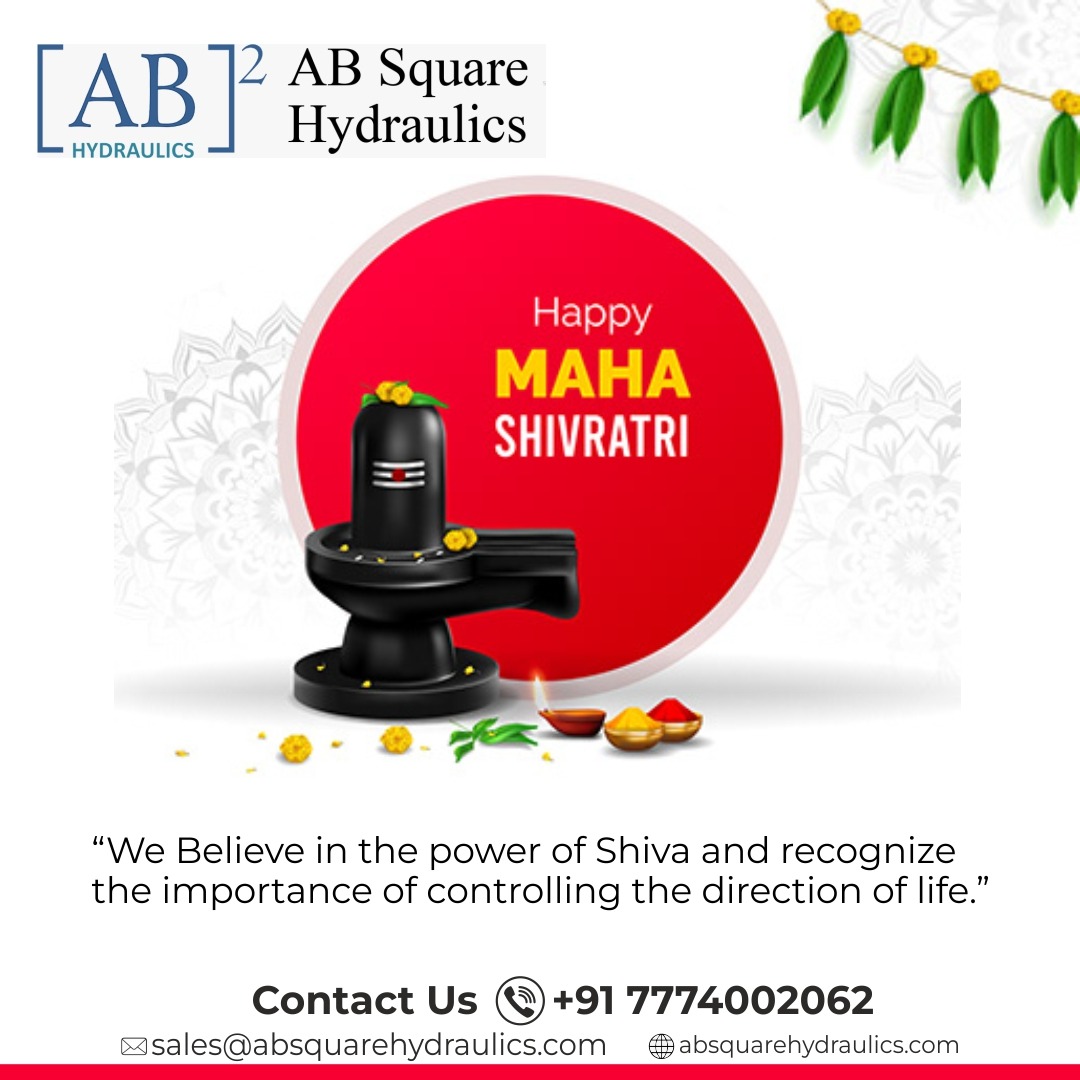 [AB]2
HYDRAULICS
AB Square
Hydraulics
Happy
MAHA
SHIVRATRI
“We Believe in the power of Shiva and recognize
the importance of controlling the direction of life.”
Contact Us +91 7774002062
sales@absquarehydraulics.com absquarehydraulics.com